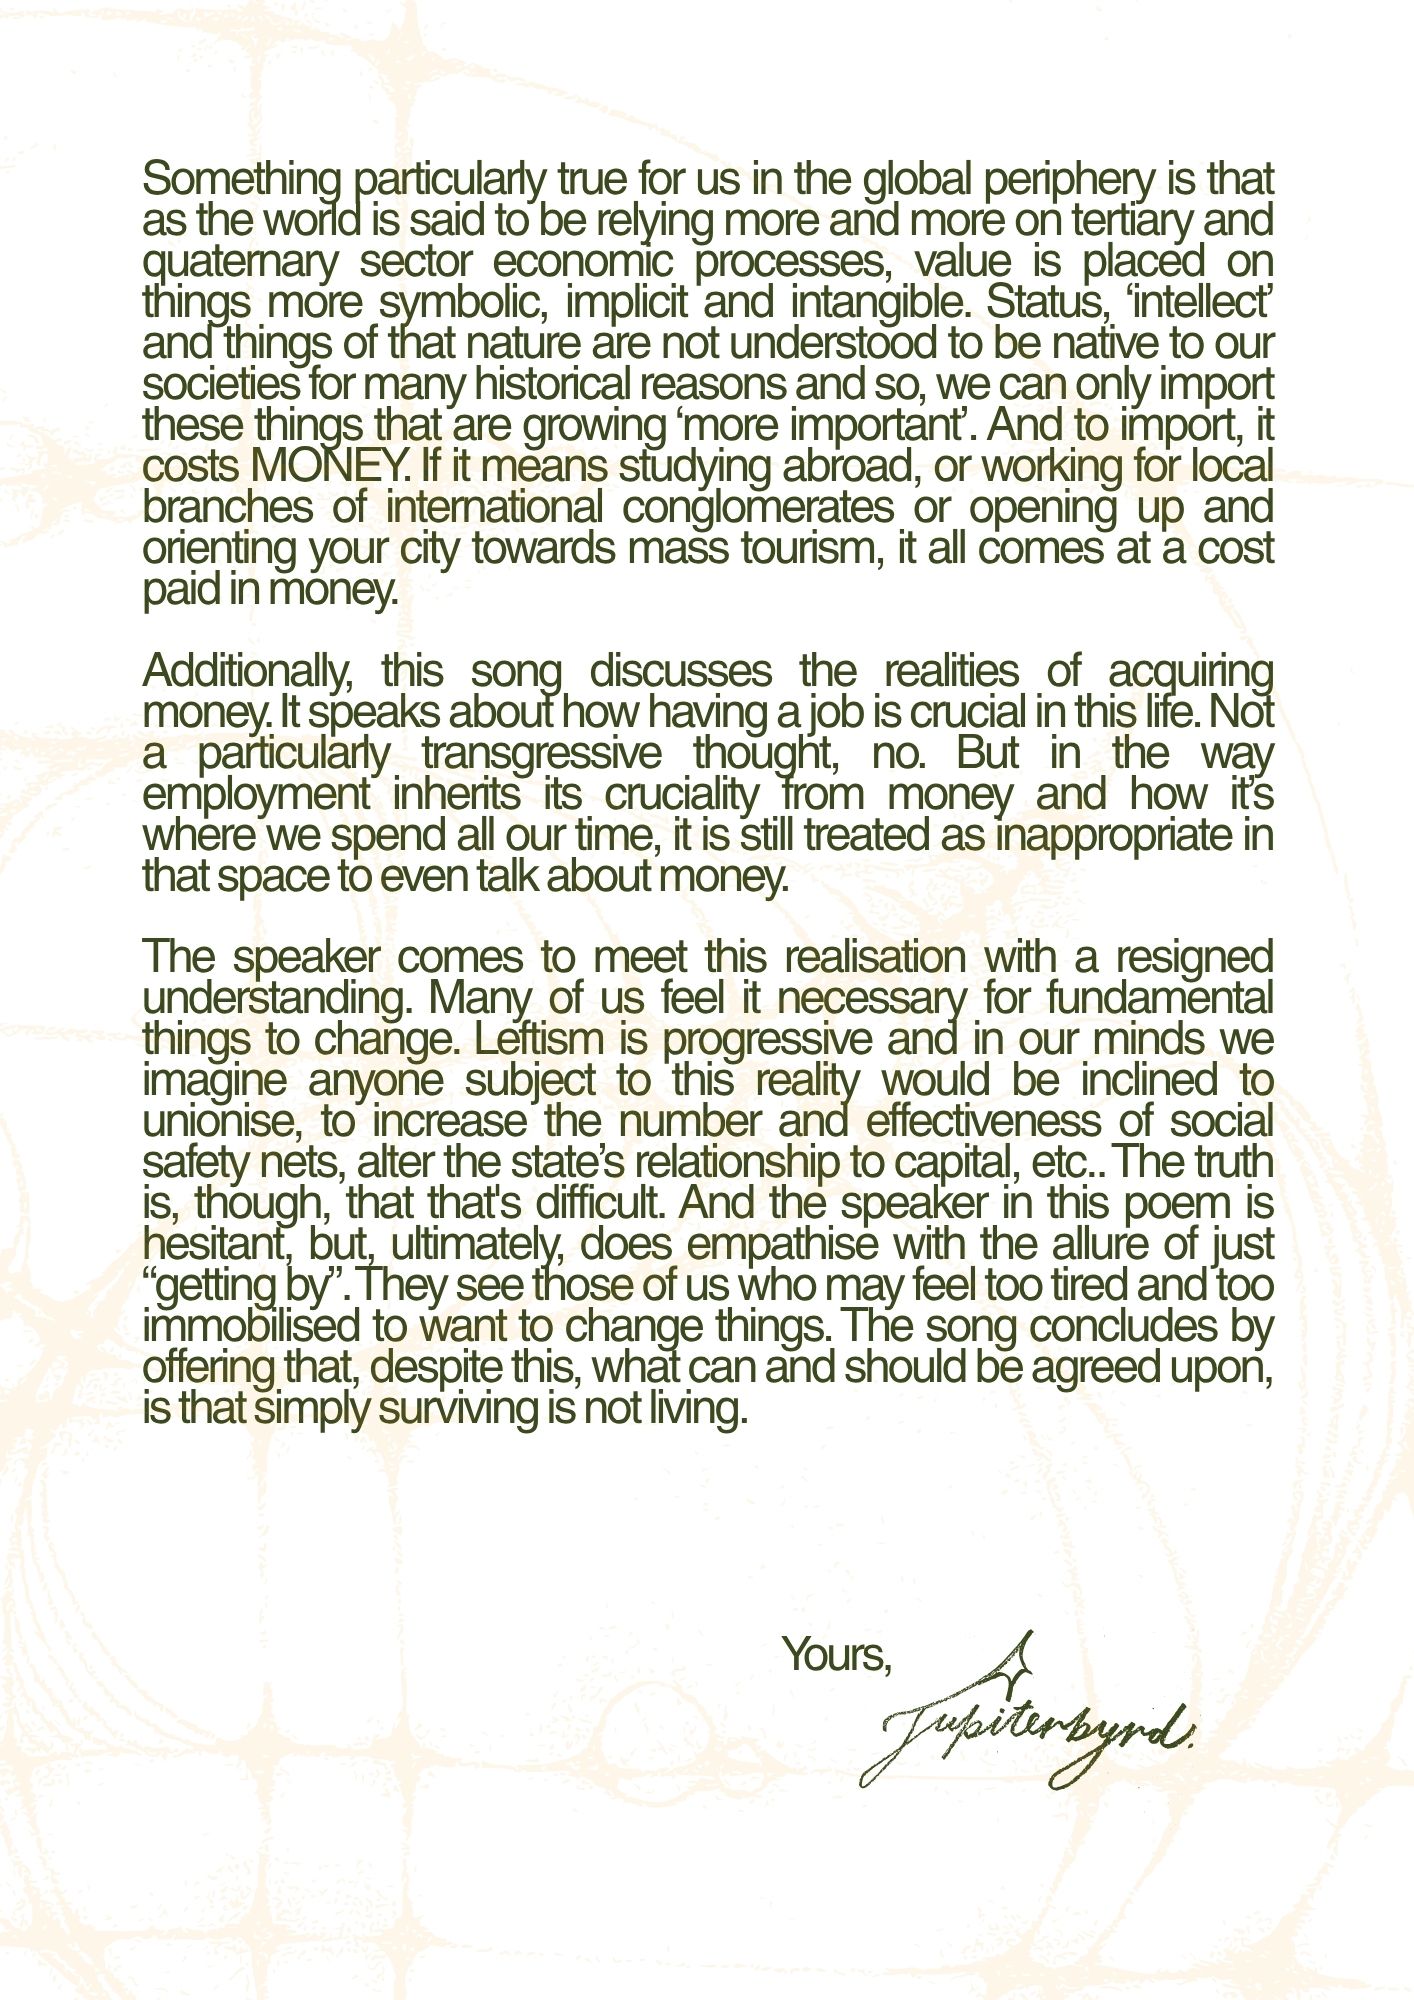 Something particularly true for us in the global periphery is that
as the world is said to be relying more and more on tertiary and
quaternary sector economic processes, value is placed on
things more symbolic, implicit and intangible. Status, ‘intellect’
and things of that nature are not understood to be native to our
societies for many historical reasons and so, we can only import
these things that are growing ‘more important’. And to import, it
costs MONEY. If it means studying abroad, or working for local
branches of international conglomerates or opening up and
orienting your city towards mass tourism, it all comes at a cost
paid in money.
Additionally, this song discusses the realities of acquiring
money. It speaks about how having a job is crucial in this life. Not
a particularly transgressive thought, no. But in the way
employment inherits its cruciality from money and how it’s
where we spend all our time, it is still treated as inappropriate in
that space to even talk about money.
The speaker comes to meet this realisation with a resigned
understanding. Many of us feel it necessary for fundamental
things to change. Leftism is progressive and in our minds we
imagine anyone subject to this reality would be inclined to
unionise, to increase the number and effectiveness of social
safety nets, alter the state’s relationship to capital, etc.. The truth
is, though, that that's difficult. And the speaker in this poem is
hesitant, but, ultimately, does empathise with the allure of just
“getting by”. They see those of us who may feel too tired and too
immobilised to want to change things. The song concludes by
offering that, despite this, what can and should be agreed upon,
is that simply surviving is not living.
Yours,
Jupiterbyrd.